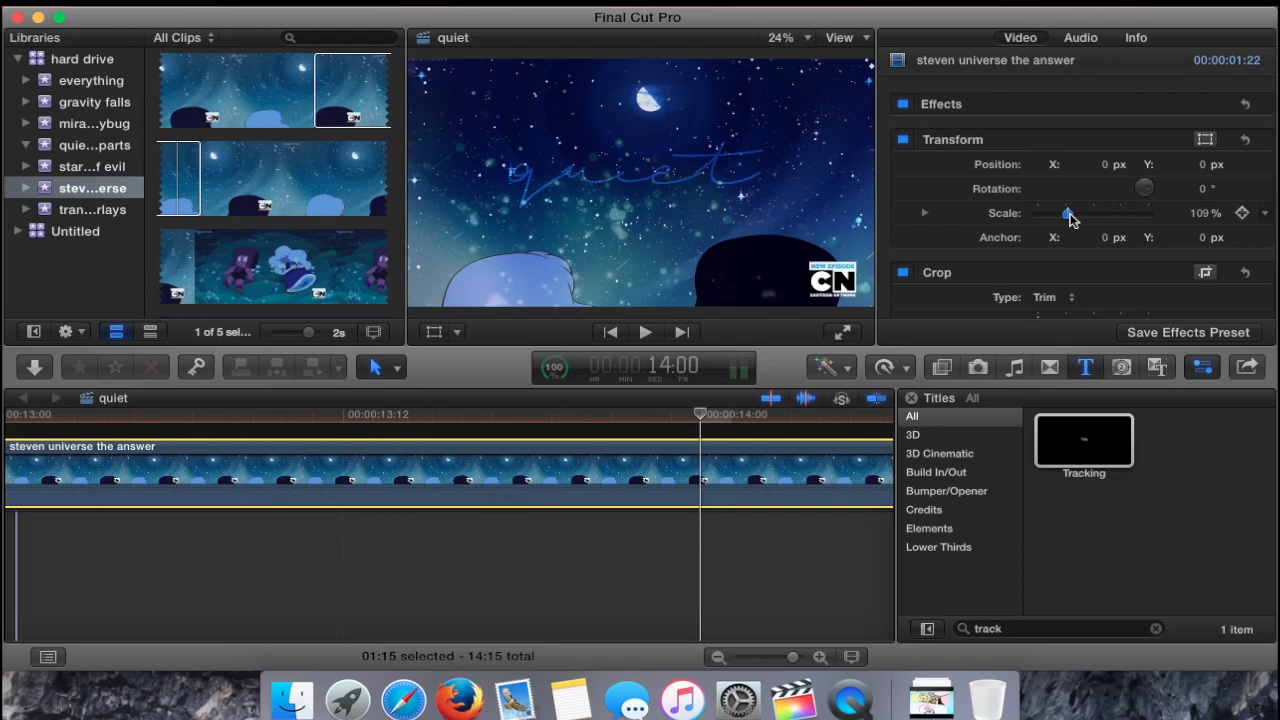 Final Cut Pro
Libraries
All Clips
quiet
24%
View
Video
Audio
Info
hard drive
everything
gravity falls
mira...ybug
quie...parts
star...f evil
stev...erse
tran...rlays
Untitled
quiet
NEW EPISODE
CN
CARTOON NETWORK
steven universe the answer
00:00:01:22
Effects
Transform
Position: X: 0 px Y: 0 px
Rotation: 0 °
Scale: 109 %
Anchor: X: 0 px Y: 0 px
Crop
Type: Trim
1 of 5 sel...
2s
Save Effects Preset
100
00:00:14:00
HR MIN SEC FR
quiet
00:13:00
00:00:13:12
00:00:14:00
steven universe the answer
Titles All
All
3D
3D Cinematic
Build In/Out
Bumper/Opener
Credits
Elements
Lower Thirds
Tracking
01:15 selected - 14:15 total
track
1 item